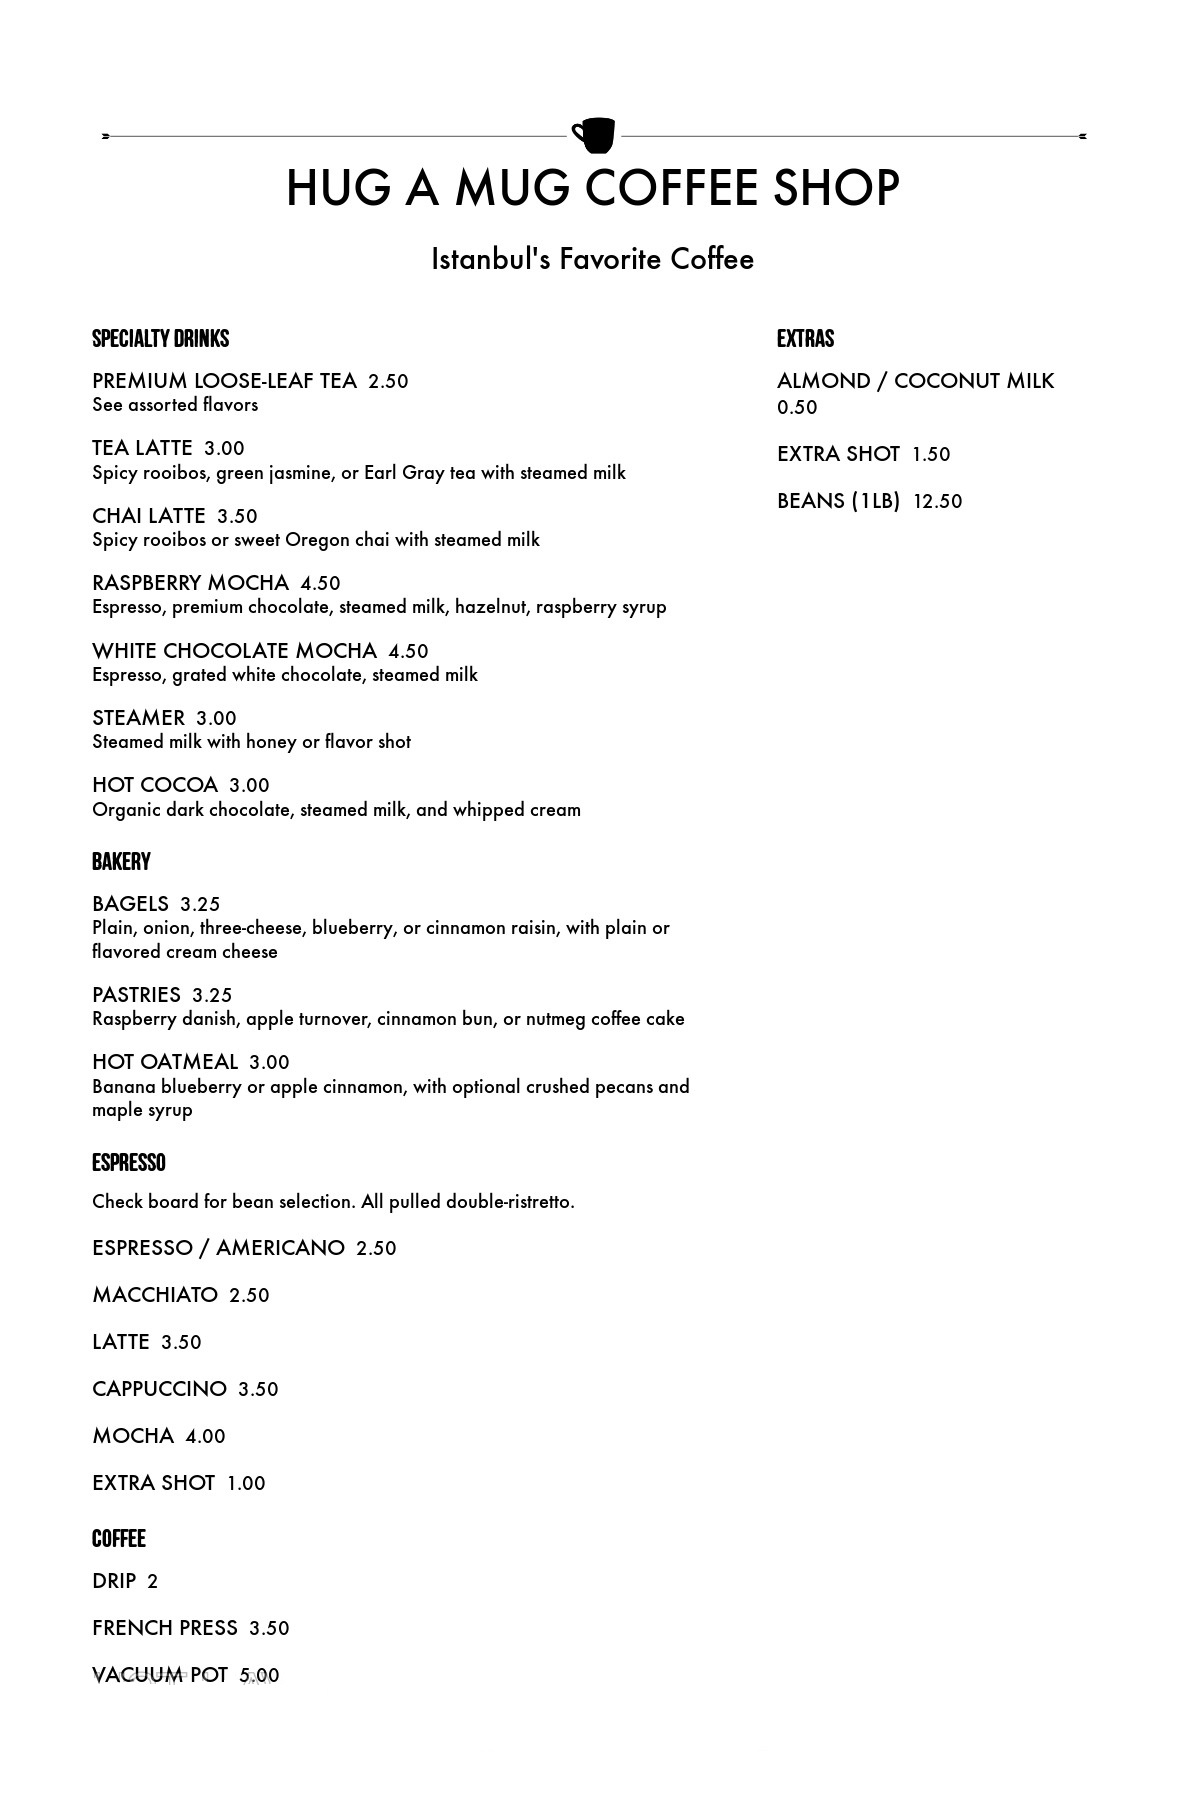 HUG A MUG COFFEE SHOP
Istanbul's Favorite Coffee
SPECIALTY DRINKS
PREMIUM LOOSE-LEAF TEA 2.50
See assorted flavors
TEA LATTE 3.00
Spicy rooibos, green jasmine, or Earl Gray tea with steamed milk
CHAI LATTE 3.50
Spicy rooibos or sweet Oregon chai with steamed milk
RASPBERRY MOCHA 4.50
Espresso, premium chocolate, steamed milk, hazelnut, raspberry syrup
WHITE CHOCOLATE MOCHA 4.50
Espresso, grated white chocolate, steamed milk
STEAMER 3.00
Steamed milk with honey or flavor shot
HOT COCOA 3.00
Organic dark chocolate, steamed milk, and whipped cream
BAKERY
BAGELS 3.25
Plain, onion, three-cheese, blueberry, or cinnamon raisin, with plain or
flavored cream cheese
PASTRIES 3.25
Raspberry danish, apple turnover, cinnamon bun, or nutmeg coffee cake
HOT OATMEAL 3.00
Banana blueberry or apple cinnamon, with optional crushed pecans and
maple syrup
ESPRESSO
Check board for bean selection. All pulled double-ristretto.
ESPRESSO / AMERICANO 2.50
MACCHIATO 2.50
LATTE 3.50
CAPPUCCINO 3.50
MOCHA 4.00
EXTRA SHOT 1.00
COFFEE
DRIP 2
FRENCH PRESS 3.50
VACUUM POT 5.00
EXTRAS
ALMOND / COCONUT MILK
0.50
EXTRA SHOT 1.50
BEANS (1LB) 12.50